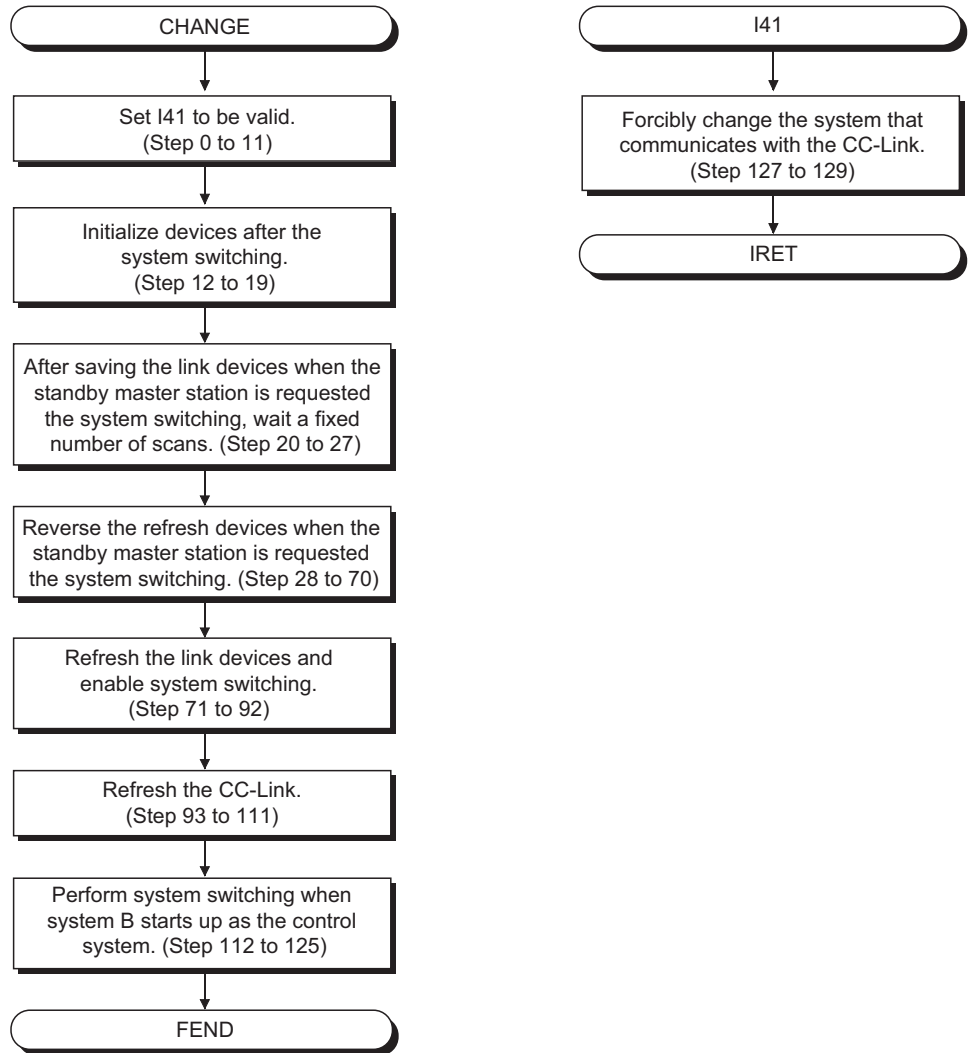 CHANGE
Set I41 to be valid.
(Step 0 to 11)
Initialize devices after the
system switching.
(Step 12 to 19)
After saving the link devices when the
standby master station is requested
the system switching, wait a fixed
number of scans. (Step 20 to 27)
Reverse the refresh devices when the
standby master station is requested
the system switching. (Step 28 to 70)
Refresh the link devices and
enable system switching.
(Step 71 to 92)
Refresh the CC-Link.
(Step 93 to 111)
Perform system switching when
system B starts up as the control
system. (Step 112 to 125)
FEND
I41
Forcibly change the system that
communicates with the CC-Link.
(Step 127 to 129)
IRET